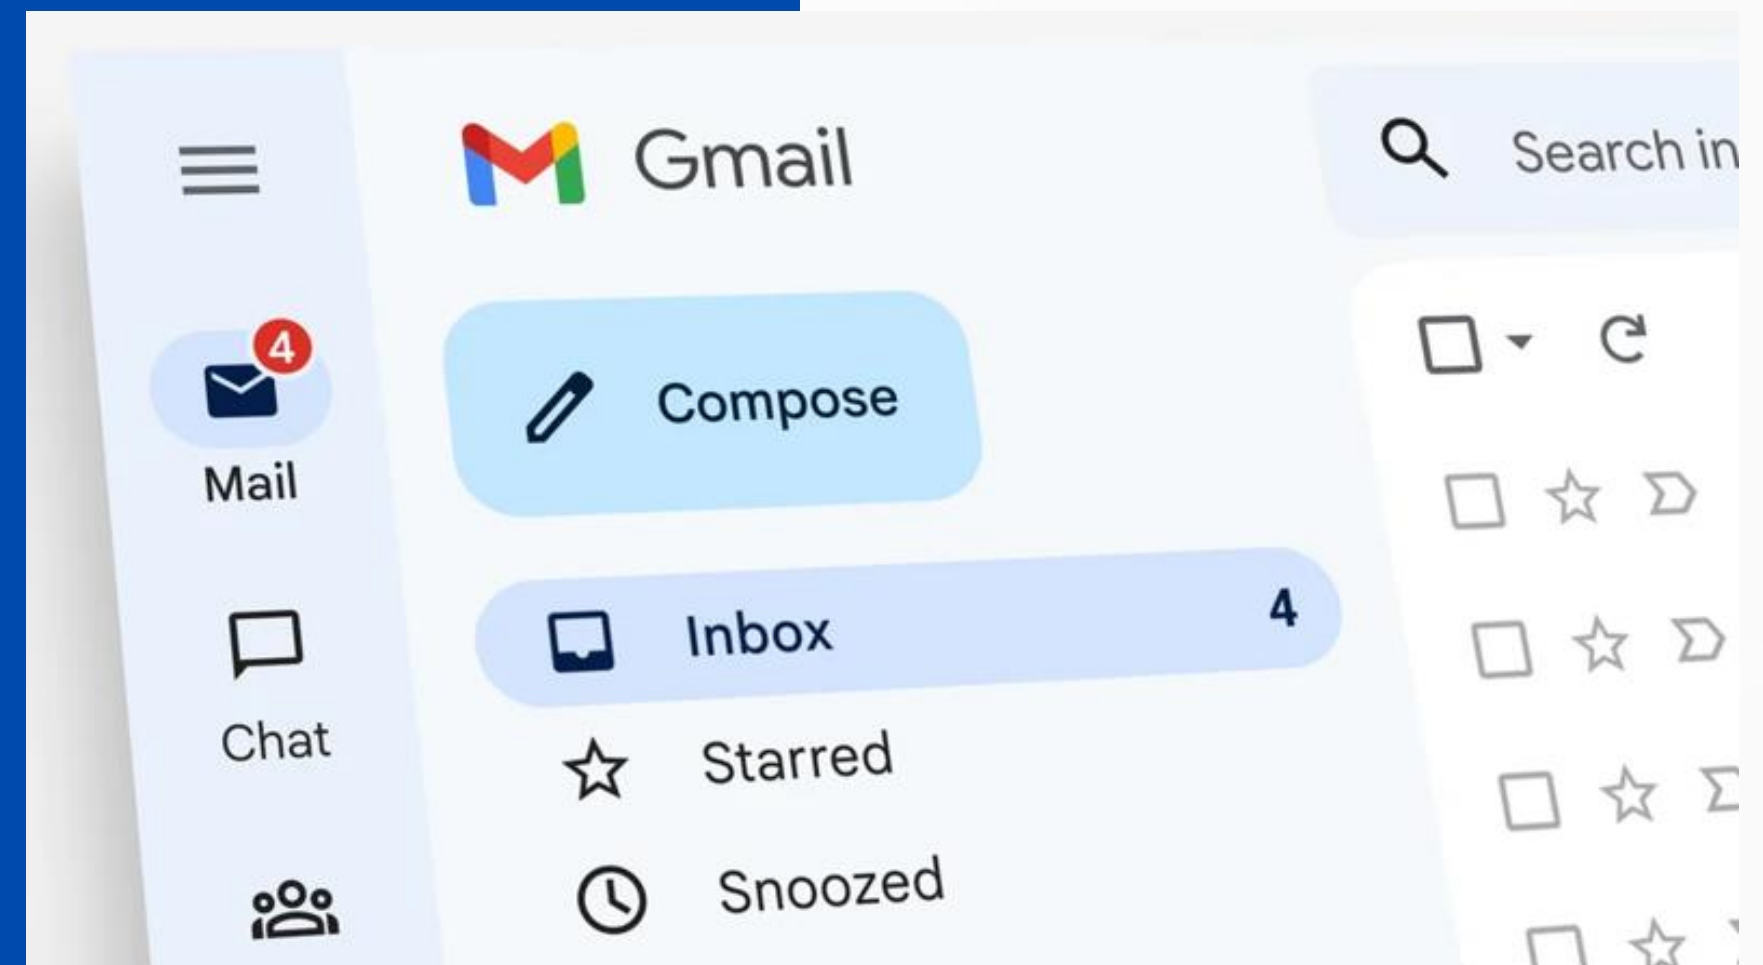 Gmail
Search in
4
Compose
Mail
Inbox 4
Chat
Starred
Snoozed